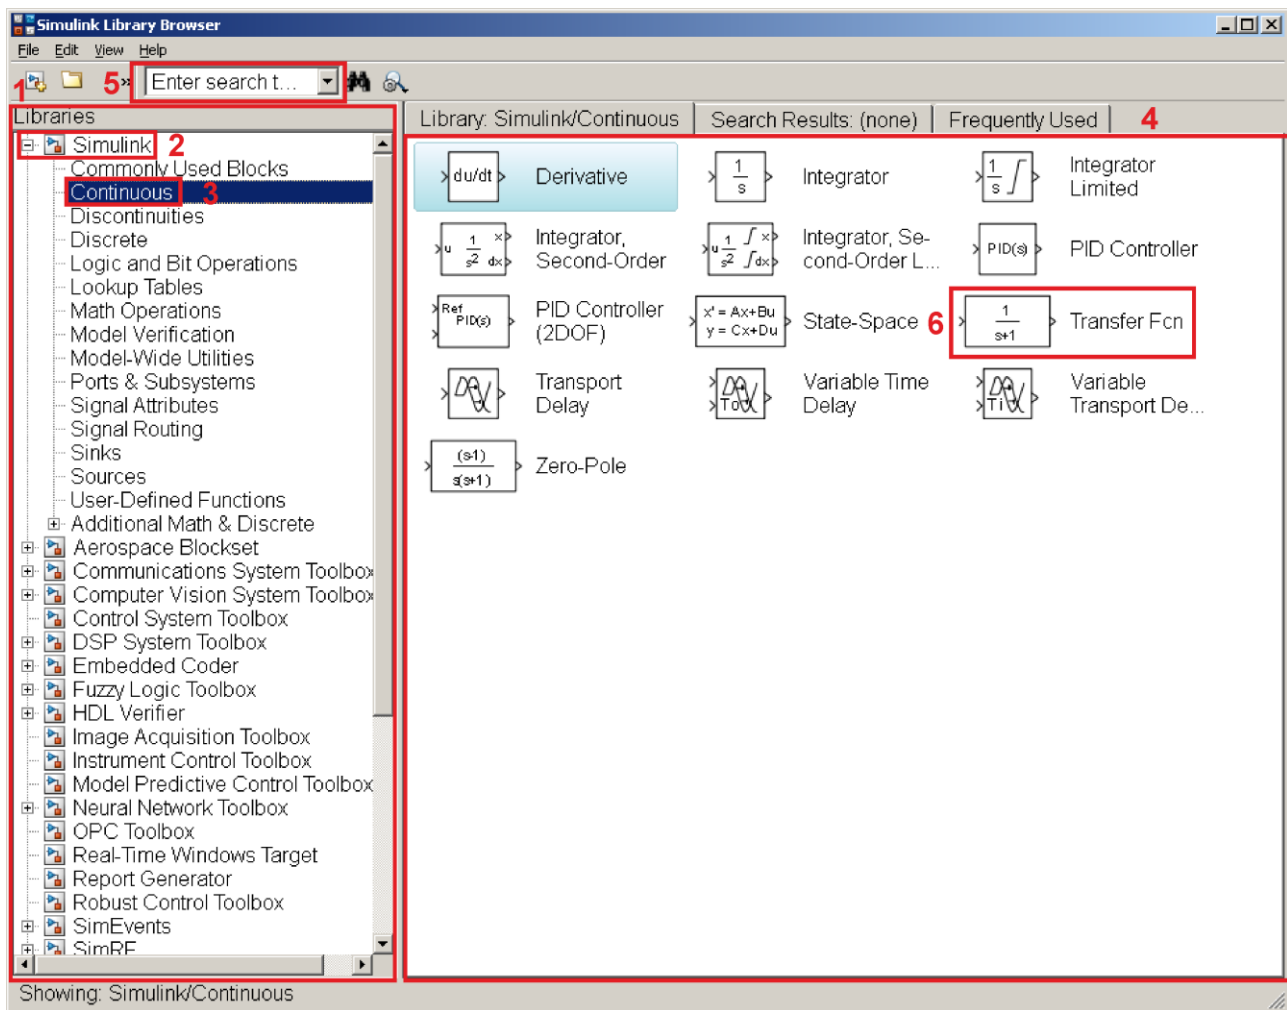 Simulink Library Browser
File Edit View Help
1 5 » Enter search t...
Libraries
Simulink 2
Commonly Used Blocks
Continuous 3
Discontinuities
Discrete
Logic and Bit Operations
Lookup Tables
Math Operations
Model Verification
Model-Wide Utilities
Ports & Subsystems
Signal Attributes
Signal Routing
Sinks
Sources
User-Defined Functions
Additional Math & Discrete
Aerospace Blockset
Communications System Toolbox
Computer Vision System Toolbox
Control System Toolbox
DSP System Toolbox
Embedded Coder
Fuzzy Logic Toolbox
HDL Verifier
Image Acquisition Toolbox
Instrument Control Toolbox
Model Predictive Control Toolbox
Neural Network Toolbox
OPC Toolbox
Real-Time Windows Target
Report Generator
Robust Control Toolbox
SimEvents
SimRF
Library: Simulink/Continuous Search Results: (none) Frequently Used 4
du/dt Derivative
1
s
Integrator
1
s
Integrator
Limited
u 1 x
s² dx
Integrator,
Second-Order
u 1 x
s² dx
Integrator, Se-
cond-Order L...
PID(s) PID Controller
Ref
PID(s)
PID Controller
(2DOF)
x' = Ax+Bu
y = Cx+Du
State-Space
6
1
s+1
Transfer Fcn
Transport
Delay
To
Variable Time
Delay
Ti
Variable
Transport De...
(s-1)
s(s+1)
Zero-Pole
Showing: Simulink/Continuous